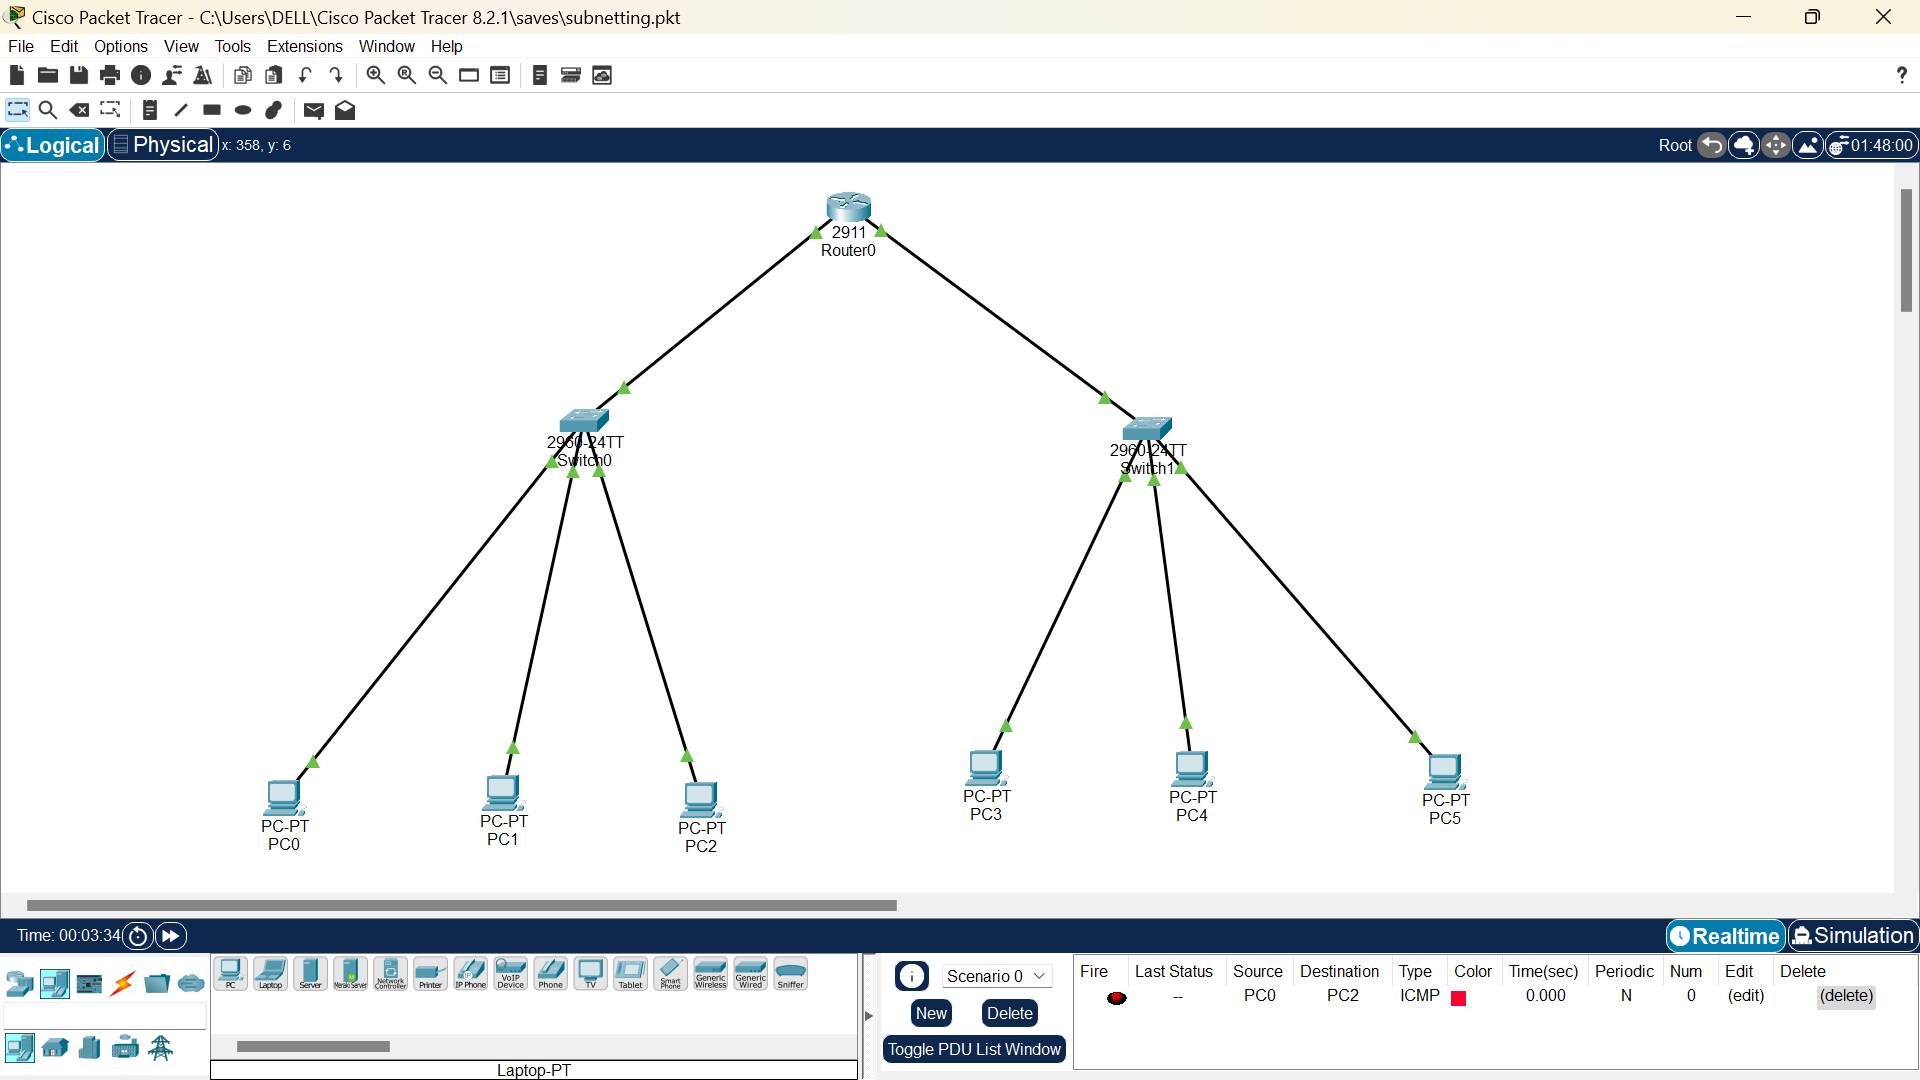 Cisco Packet Tracer - C:\Users\DELL\Cisco Packet Tracer 8.2.1\saves\subnetting.pkt
File Edit Options View Tools Extensions Window Help
?
Logical Physical x: 358, y: 6 Root 01:48:00
2911
Router0
2960-24TT
Switch0
2960-24TT
Switch1
PC-PT
PC0
PC-PT
PC1
PC-PT
PC2
PC-PT
PC3
PC-PT
PC4
PC-PT
PC5
Time: 00:03:34 Realtime Simulation
PC Laptop Server Meraki Server Network Controller Printer IP Phone VoIP Device Phone TV Tablet Smart Phone Generic Wireless Generic Wired Sniffer
Laptop-PT
Scenario 0
New Delete
Toggle PDU List Window
Fire Last Status Source Destination Type Color Time(sec) Periodic Num Edit Delete
-- PC0 PC2 ICMP 0.000 N 0 (edit) (delete)